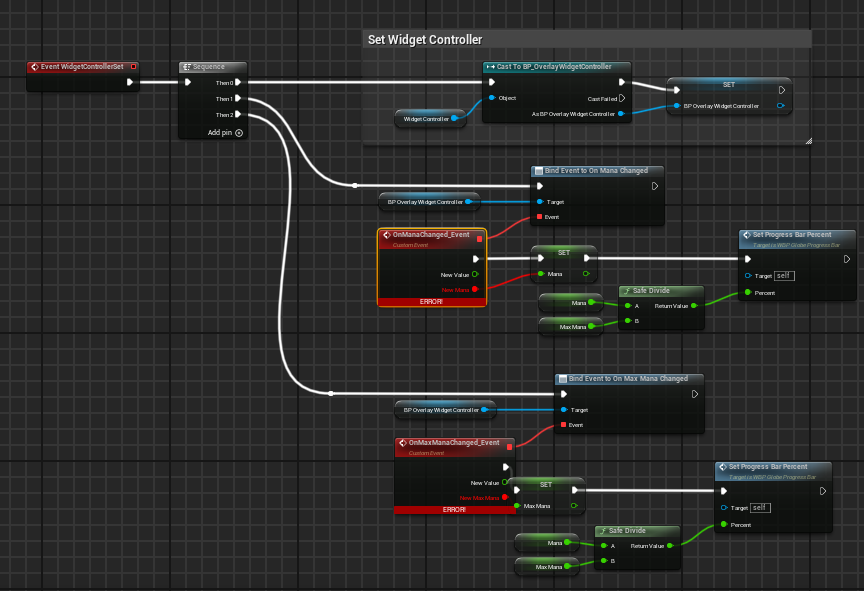 Set Widget Controller
Event WidgetControllerSet
Sequence
Then 0
Then 1
Then 2
Add pin
Cast To BP_OverlayWidgetController
Object
Cast Failed
As BP Overlay Widget Controller
Widget Controller
SET
BP Overlay Widget Controller
Bind Event to On Mana Changed
Target
Event
BP Overlay Widget Controller
OnManaChanged_Event
Custom Event
New Value
New Mana
ERROR!
SET
Mana
Set Progress Bar Percent
Target is WBP Globe Progress Bar
Target self
Percent
Mana
Max Mana
Safe Divide
A Return Value
B
Bind Event to On Max Mana Changed
Target
Event
BP Overlay Widget Controller
OnMaxManaChanged_Event
Custom Event
New Value
New Max Mana
ERROR!
SET
Max Mana
Set Progress Bar Percent
Target is WBP Globe Progress Bar
Target self
Percent
Mana
Max Mana
Safe Divide
A Return Value
B